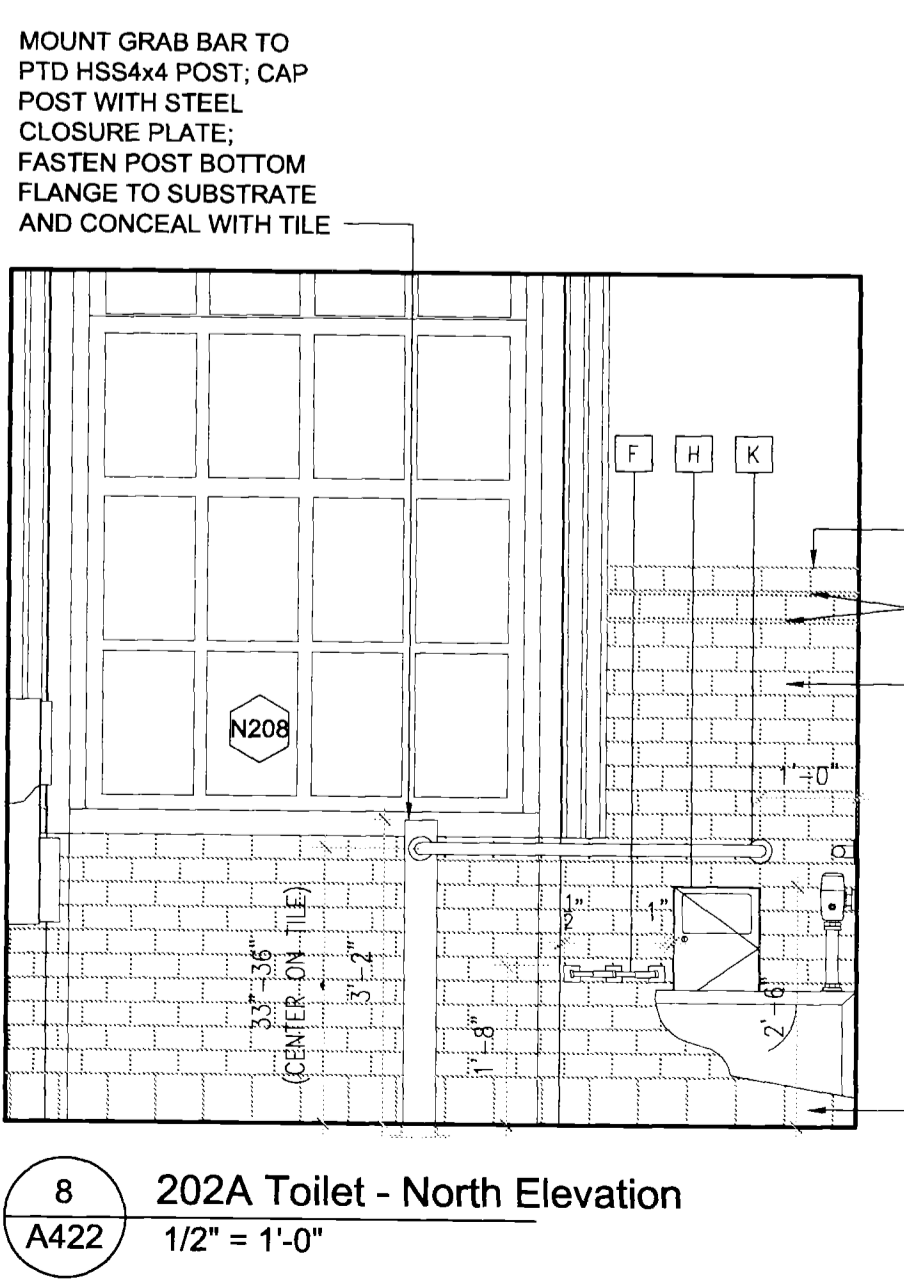 MOUNT GRAB BAR TO
PTD HSS4x4 POST; CAP
POST WITH STEEL
CLOSURE PLATE;
FASTEN POST BOTTOM
FLANGE TO SUBSTRATE
AND CONCEAL WITH TILE
F
H
K
N208
1'-0"
33"-36"
(CENTER ON TILE)
3'-2"
1'-8"
1/2"
1"
2'-6"
8
A422
202A Toilet - North Elevation
1/2" = 1'-0"